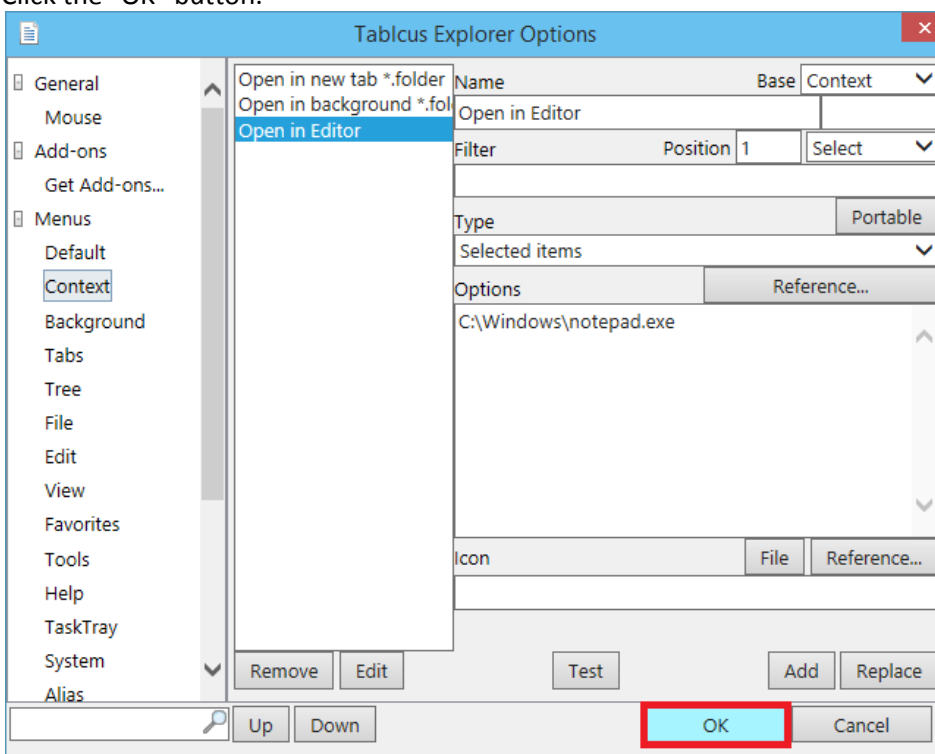 Click the "OK" button.
Tablcus Explorer Options
General
Mouse
Add-ons
Get Add-ons...
Menus
Default
Context
Background
Tabs
Tree
File
Edit
View
Favorites
Tools
Help
TaskTray
System
Alias
Open in new tab *.folder
Open in background *.fol
Open in Editor
Name Base Context
Open in Editor
Filter Position 1 Select
Type Portable
Selected items
Options Reference...
C:\Windows\notepad.exe
Icon File Reference...
Remove Edit Test Add Replace
Up Down OK Cancel